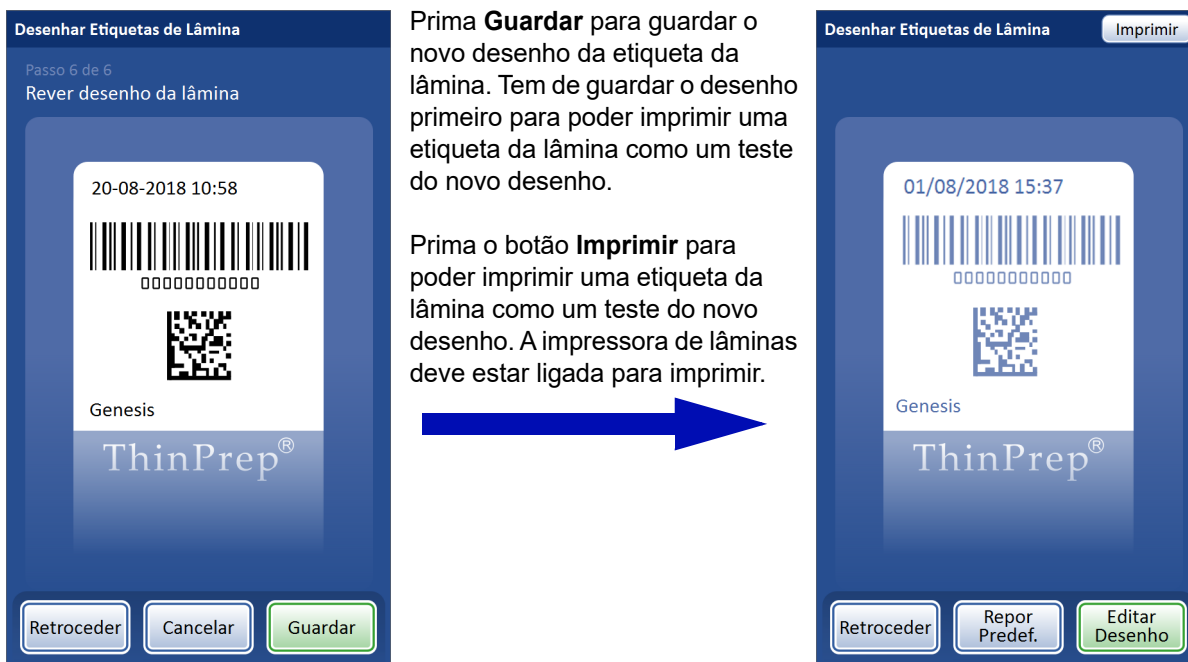 Desenhar Etiquetas de Lâmina
Passo 6 de 6
Rever desenho da lâmina
20-08-2018 10:58
00000000000
Genesis
ThinPrep®
Retroceder
Cancelar
Guardar
Prima Guardar para guardar o
novo desenho da etiqueta da
lâmina. Tem de guardar o desenho
primeiro para poder imprimir uma
etiqueta da lâmina como um teste
do novo desenho.
Prima o botão Imprimir para
poder imprimir uma etiqueta da
lâmina como um teste do novo
desenho. A impressora de lâminas
deve estar ligada para imprimir.
Desenhar Etiquetas de Lâmina
Imprimir
01/08/2018 15:37
00000000000
Genesis
ThinPrep®
Retroceder
Repor
Predef.
Editar
Desenho